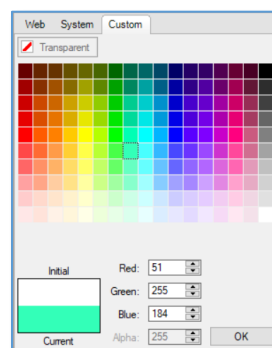 Web System Custom
Transparent
Initial
Red: 51
Green: 255
Blue: 184
Current
Alpha: 255
OK